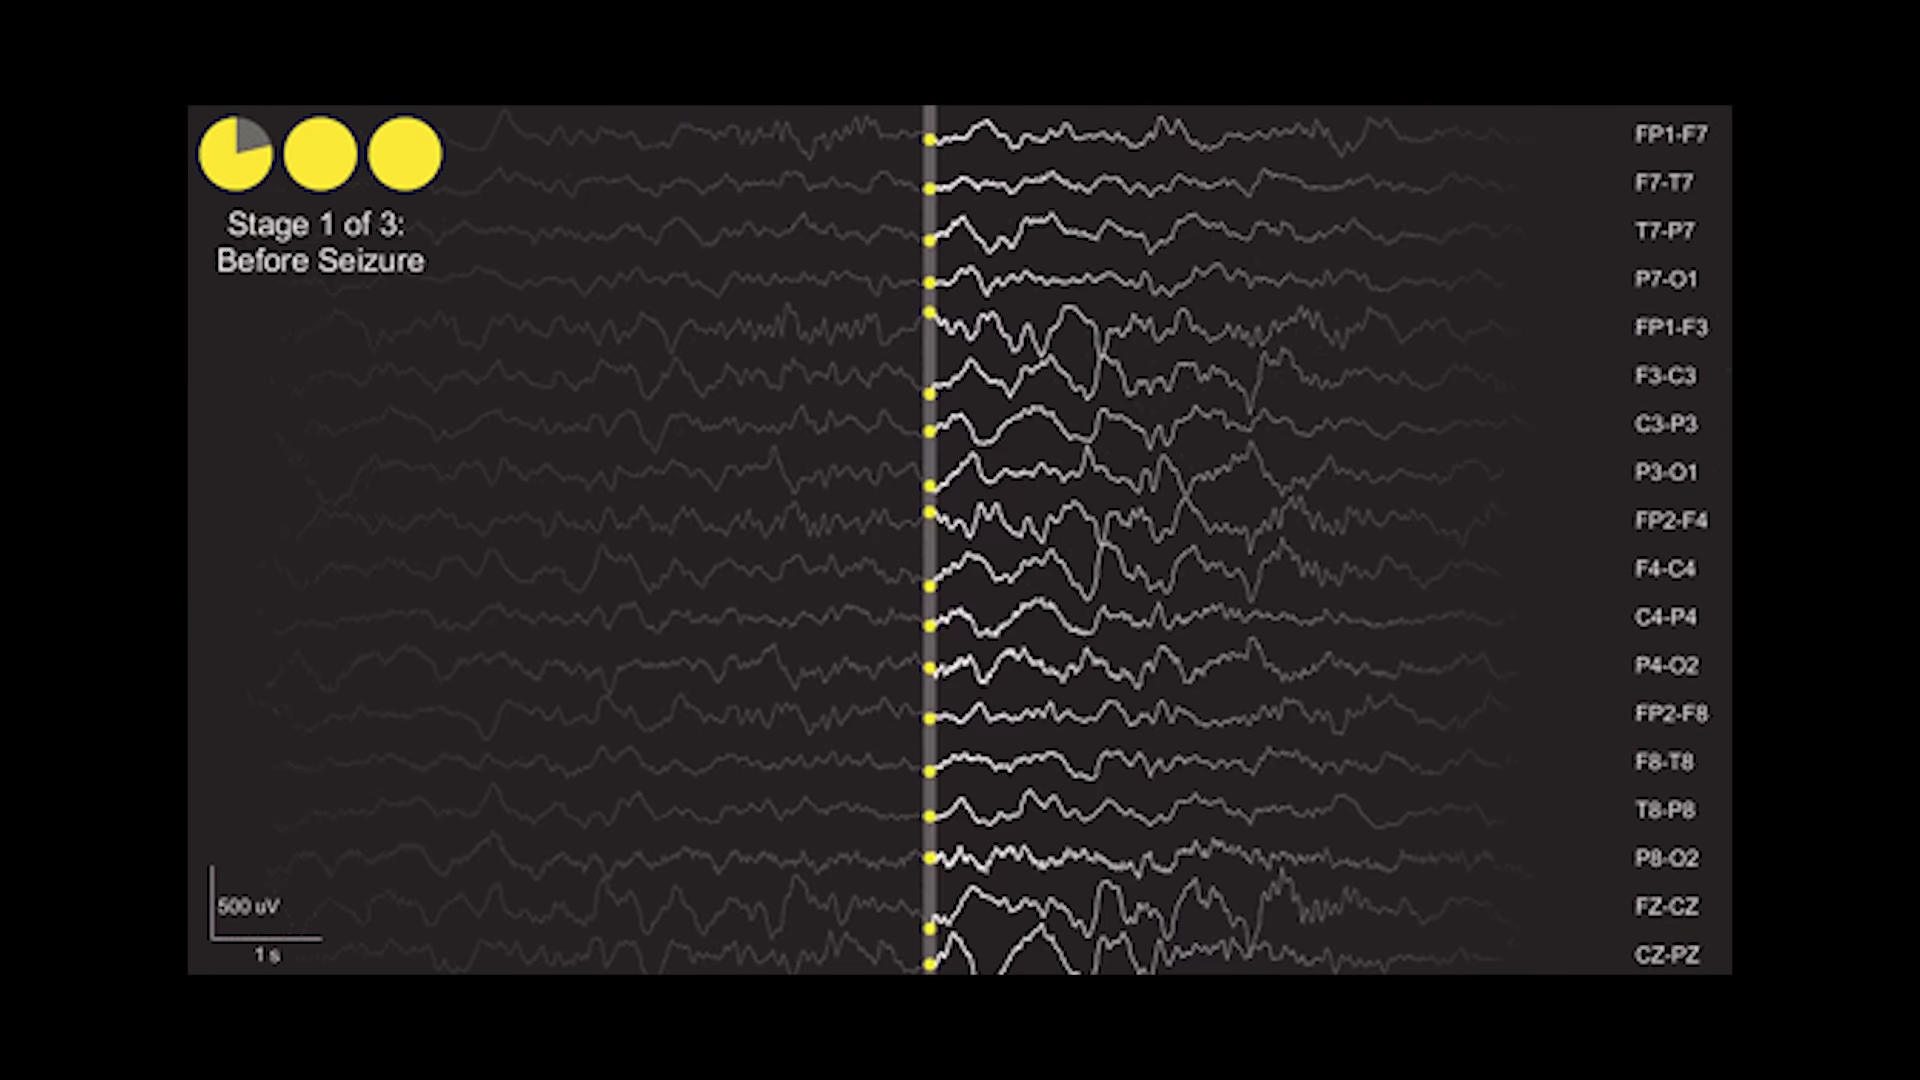 Stage 1 of 3:
Before Seizure
FP1-F7
F7-T7
T7-P7
P7-O1
FP1-F3
F3-C3
C3-P3
P3-O1
FP2-F4
F4-C4
C4-P4
P4-O2
FP2-F8
F8-T8
T8-P8
P8-O2
FZ-CZ
CZ-PZ
500 uV
1 s